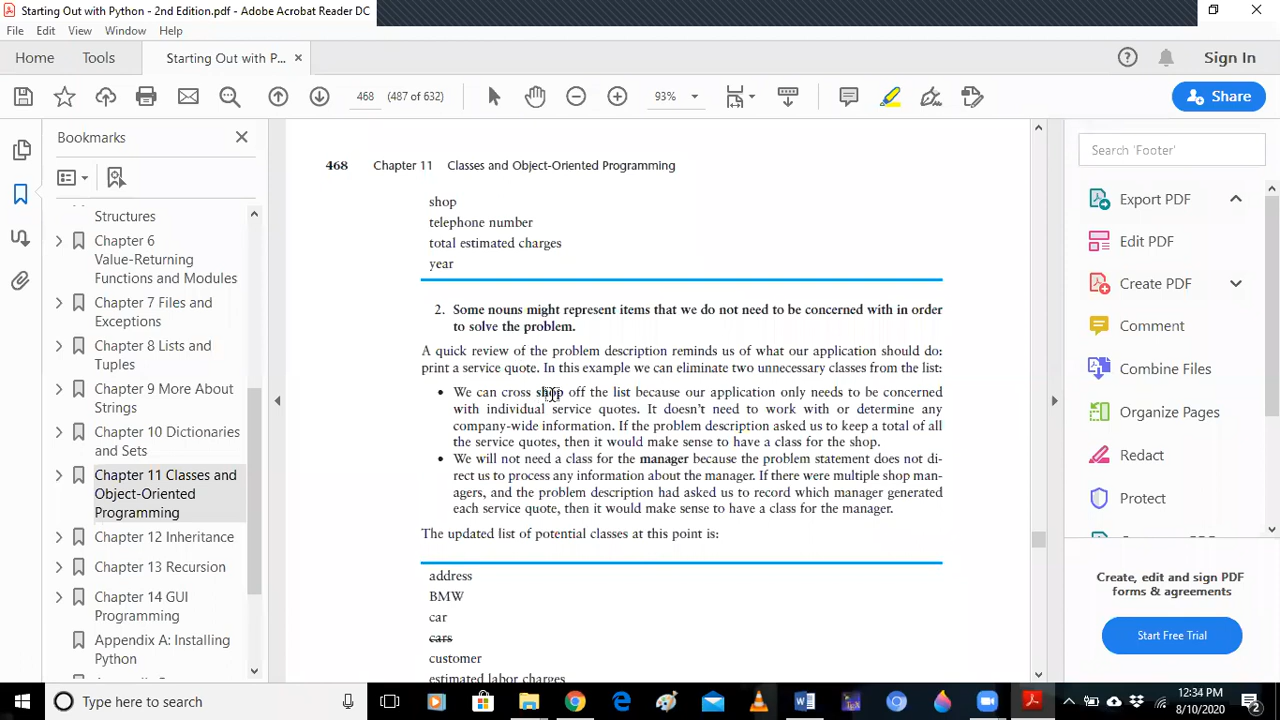 Starting Out with Python - 2nd Edition.pdf - Adobe Acrobat Reader DC
File Edit View Window Help
Home Tools Starting Out with P... × Sign In
468 (487 of 632) 93% Share
Bookmarks
Structures
Chapter 6
Value-Returning
Functions and Modules
Chapter 7 Files and
Exceptions
Chapter 8 Lists and
Tuples
Chapter 9 More About
Strings
Chapter 10 Dictionaries
and Sets
Chapter 11 Classes and
Object-Oriented
Programming
Chapter 12 Inheritance
Chapter 13 Recursion
Chapter 14 GUI
Programming
Appendix A: Installing
Python
468 Chapter 11 Classes and Object-Oriented Programming
shop
telephone number
total estimated charges
year
2. Some nouns might represent items that we do not need to be concerned with in order
to solve the problem.
A quick review of the problem description reminds us of what our application should do:
print a service quote. In this example we can eliminate two unnecessary classes from the list:
• We can cross shop off the list because our application only needs to be concerned
with individual service quotes. It doesn't need to work with or determine any
company-wide information. If the problem description asked us to keep a total of all
the service quotes, then it would make sense to have a class for the shop.
• We will not need a class for the manager because the problem statement does not di-
rect us to process any information about the manager. If there were multiple shop man-
agers, and the problem description had asked us to record which manager generated
each service quote, then it would make sense to have a class for the manager.
The updated list of potential classes at this point is:
address
BMW
car
cars
customer
estimated labor charges
Search 'Footer'
Export PDF
Edit PDF
Create PDF
Comment
Combine Files
Organize Pages
Redact
Protect
Create, edit and sign PDF
forms & agreements
Start Free Trial
Type here to search
12:34 PM
8/10/2020
2